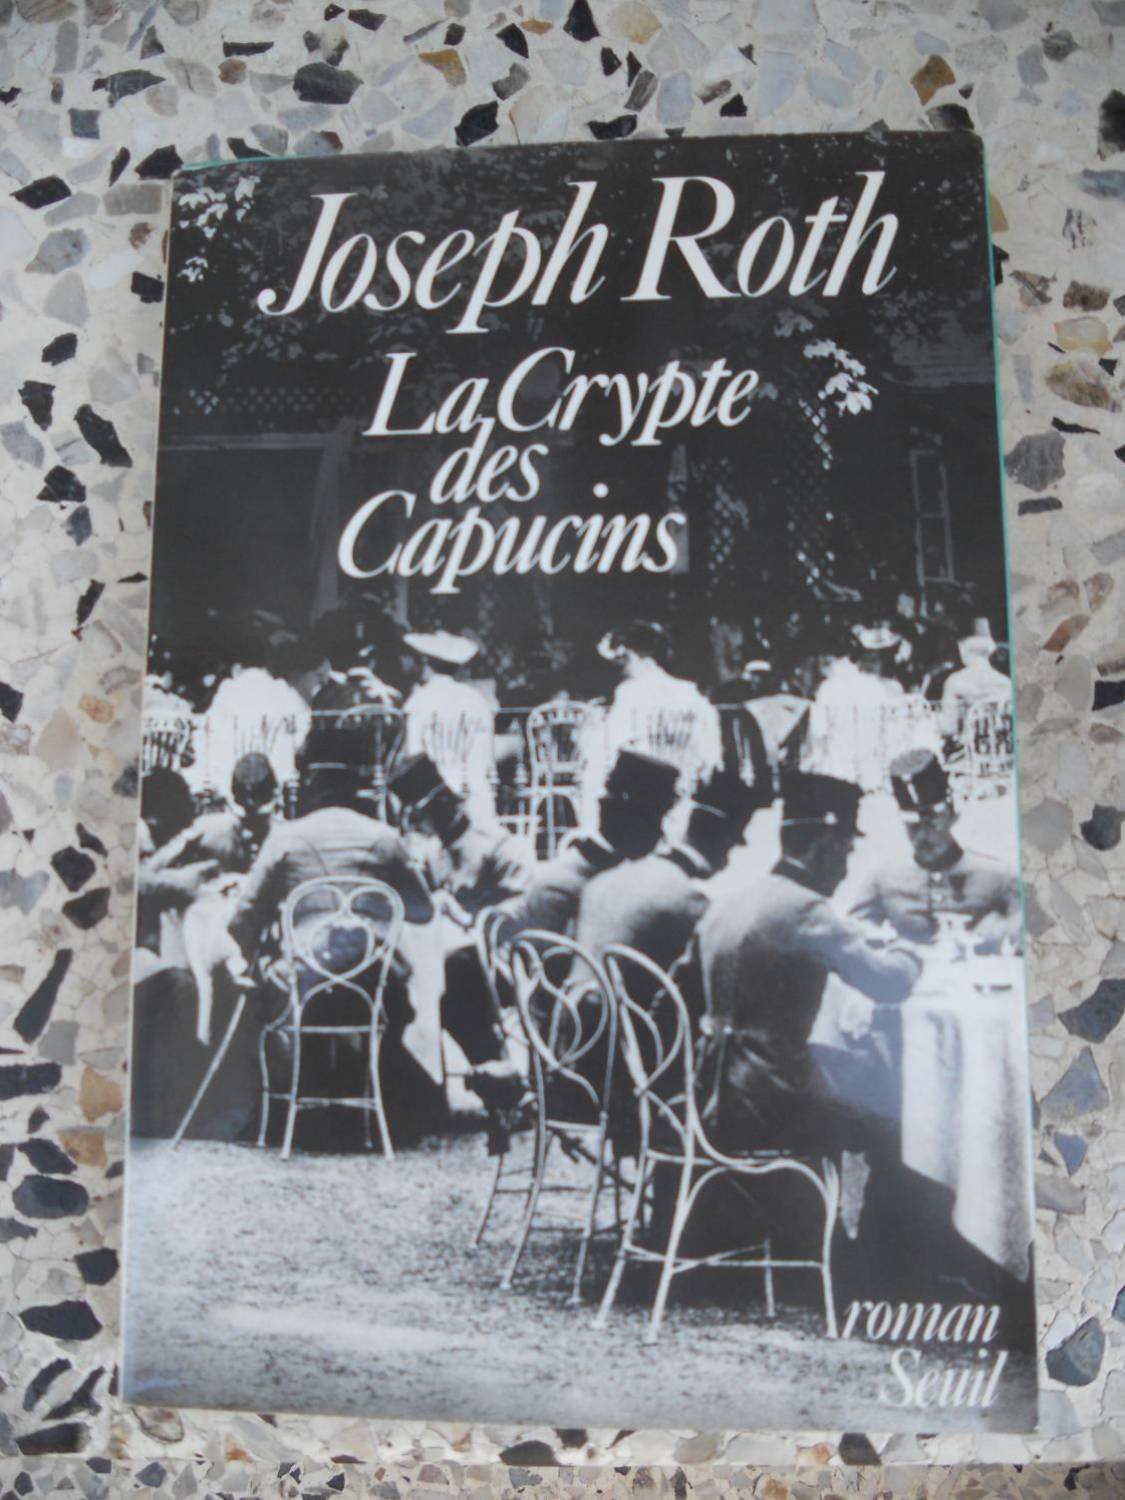 Joseph Roth
La Crypte
des
Capucins
roman
Seuil